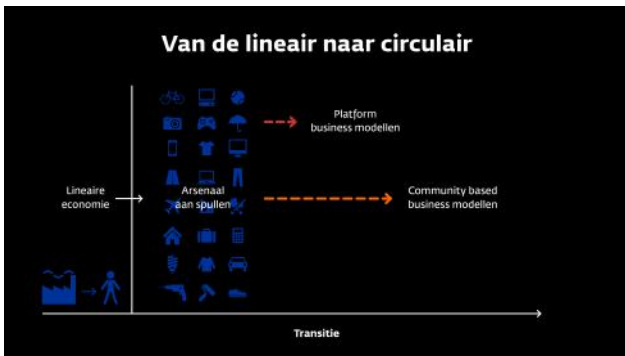 Van de lineair naar circulair
Platform
business modellen
Lineaire
economie
Arsenaal
aan spullen
Community based
business modellen
Transitie